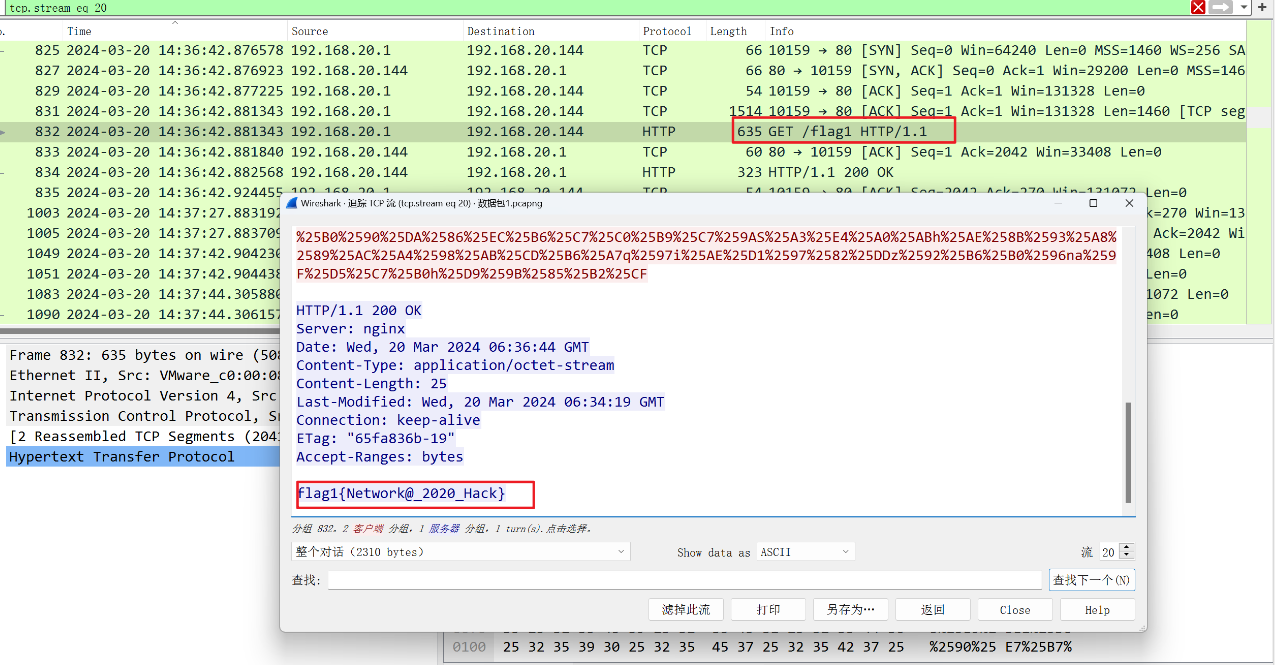 tcp.stream eq 20
Time Source Destination Protocol Length Info
825 2024-03-20 14:36:42.876578 192.168.20.1 192.168.20.144 TCP 66 10159 → 80 [SYN] Seq=0 Win=64240 Len=0 MSS=1460 WS=256 SA
827 2024-03-20 14:36:42.876923 192.168.20.144 192.168.20.1 TCP 66 80 → 10159 [SYN, ACK] Seq=0 Ack=1 Win=29200 Len=0 MSS=146
829 2024-03-20 14:36:42.877225 192.168.20.1 192.168.20.144 TCP 54 10159 → 80 [ACK] Seq=1 Ack=1 Win=131328 Len=0
831 2024-03-20 14:36:42.881343 192.168.20.1 192.168.20.144 TCP 1514 10159 → 80 [ACK] Seq=1 Ack=1 Win=131328 Len=1460 [TCP seg
832 2024-03-20 14:36:42.881343 192.168.20.1 192.168.20.144 HTTP 635 GET /flag1 HTTP/1.1
833 2024-03-20 14:36:42.881840 192.168.20.144 192.168.20.1 TCP 60 80 → 10159 [ACK] Seq=1 Ack=2042 Win=33408 Len=0
834 2024-03-20 14:36:42.882568 192.168.20.144 192.168.20.1 HTTP 323 HTTP/1.1 200 OK
835 2024-03-20 14:36:42.924455 192.168.20.1 192.168.20.144 TCP 54 10159 → 80 [ACK] Seq=2042 Ack=270 Win=131072 Len=0
1003 2024-03-20 14:37:27.883192 k=270 Win=13
1005 2024-03-20 14:37:27.883709 Ack=2042 Wi
1049 2024-03-20 14:37:42.904230 408 Len=0
1051 2024-03-20 14:37:42.904438 Len=0
1083 2024-03-20 14:37:44.305880 1072 Len=0
1090 2024-03-20 14:37:44.306157 en=0
Wireshark · 追踪 TCP 流 (tcp.stream eq 20) · 数据包1.pcapng
%25B0%2590%25DA%2586%25EC%25B6%25C7%25C0%25B9%25C7%259AS%25A3%25E4%25A0%25ABh%25AE%258B%2593%25A8%
2589%25AC%25A4%2598%25AB%25CD%25B6%25A7q%2597i%25AE%25D1%2597%2582%25DDz%2592%25B6%25B0%2596na%259
F%25D5%25C7%25B0h%25D9%259B%2585%25B2%25CF
HTTP/1.1 200 OK
Server: nginx
Date: Wed, 20 Mar 2024 06:36:44 GMT
Content-Type: application/octet-stream
Content-Length: 25
Last-Modified: Wed, 20 Mar 2024 06:34:19 GMT
Connection: keep-alive
ETag: "65fa836b-19"
Accept-Ranges: bytes
flag1{Network@_2020_Hack}
分组 832。2 客户端 分组，1 服务器 分组，1 turn(s).点击选择。
整个对话 (2310 bytes) Show data as ASCII 流 20
查找: 查找下一个(N)
滤掉此流 打印 另存为… 返回 Close Help
Frame 832: 635 bytes on wire (508
Ethernet II, Src: VMware_c0:00:08
Internet Protocol Version 4, Src
Transmission Control Protocol, S
[2 Reassembled TCP Segments (2041
Hypertext Transfer Protocol
0100 25 32 35 39 30 25 32 35 45 37 25 32 35 42 37 25 %2590%25 E7%25B7%